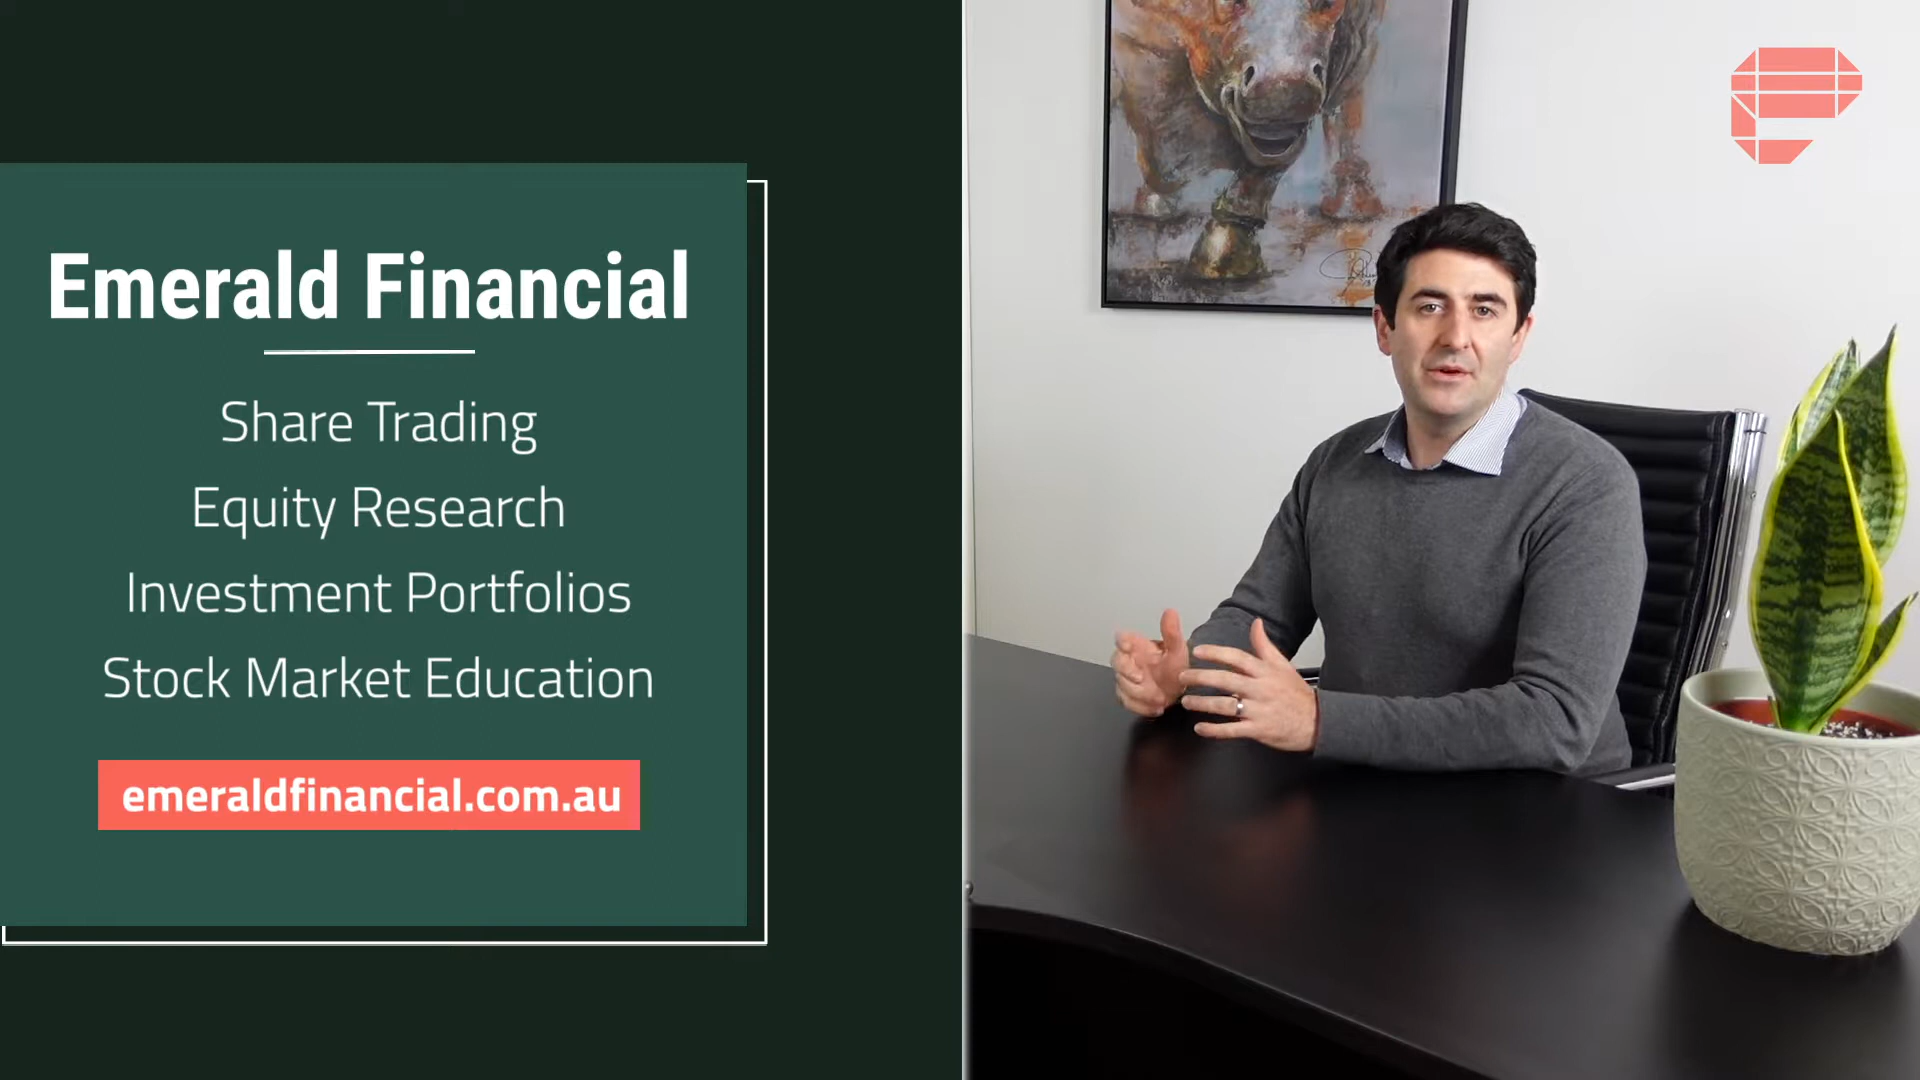 Emerald Financial
Share Trading
Equity Research
Investment Portfolios
Stock Market Education
emeraldfinancial.com.au